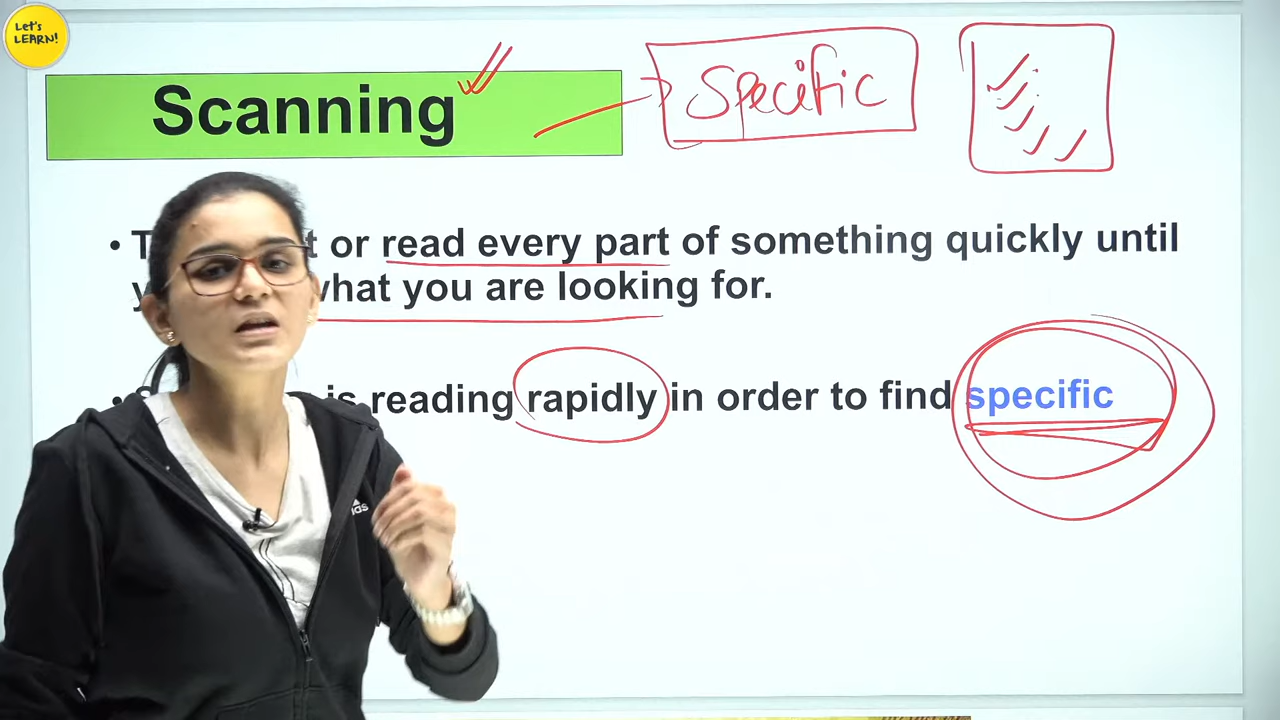 Let's
LEARN!
Scanning
specific
or read every part of something quickly until
what you are looking for.
is reading rapidly in order to find specific